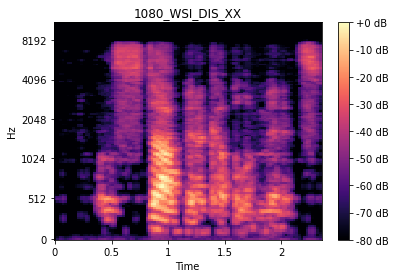 1080_WSI_DIS_XX
+0 dB
8192
-10 dB
4096
-20 dB
-30 dB
2048
Hz
-40 dB
1024
-50 dB
512
-60 dB
-70 dB
0
-80 dB
0
0.5
1
1.5
2
Time